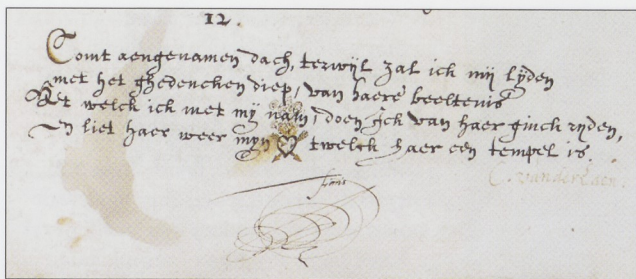 12.
Comt aengenamen dach, terwijl zal ick mij lijden
met het ghedencken diep, van haere beeltenis
Het welck ick met mij nam, doen ick van haer ginck rijden,
En liet haer weer mijn twelck haer een tempel is.
finis
C. vander Laen.